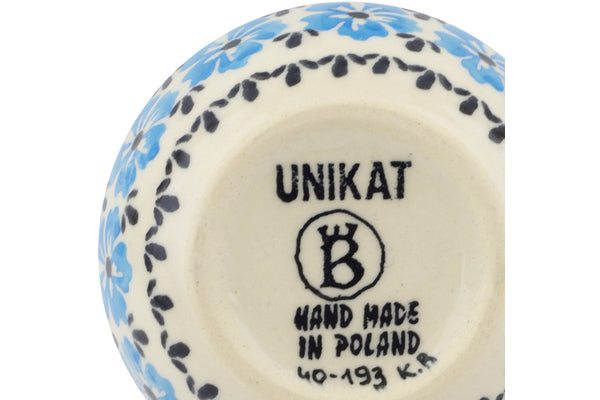 UNIKAT
B
HAND MADE
IN POLAND
40-193 K.B